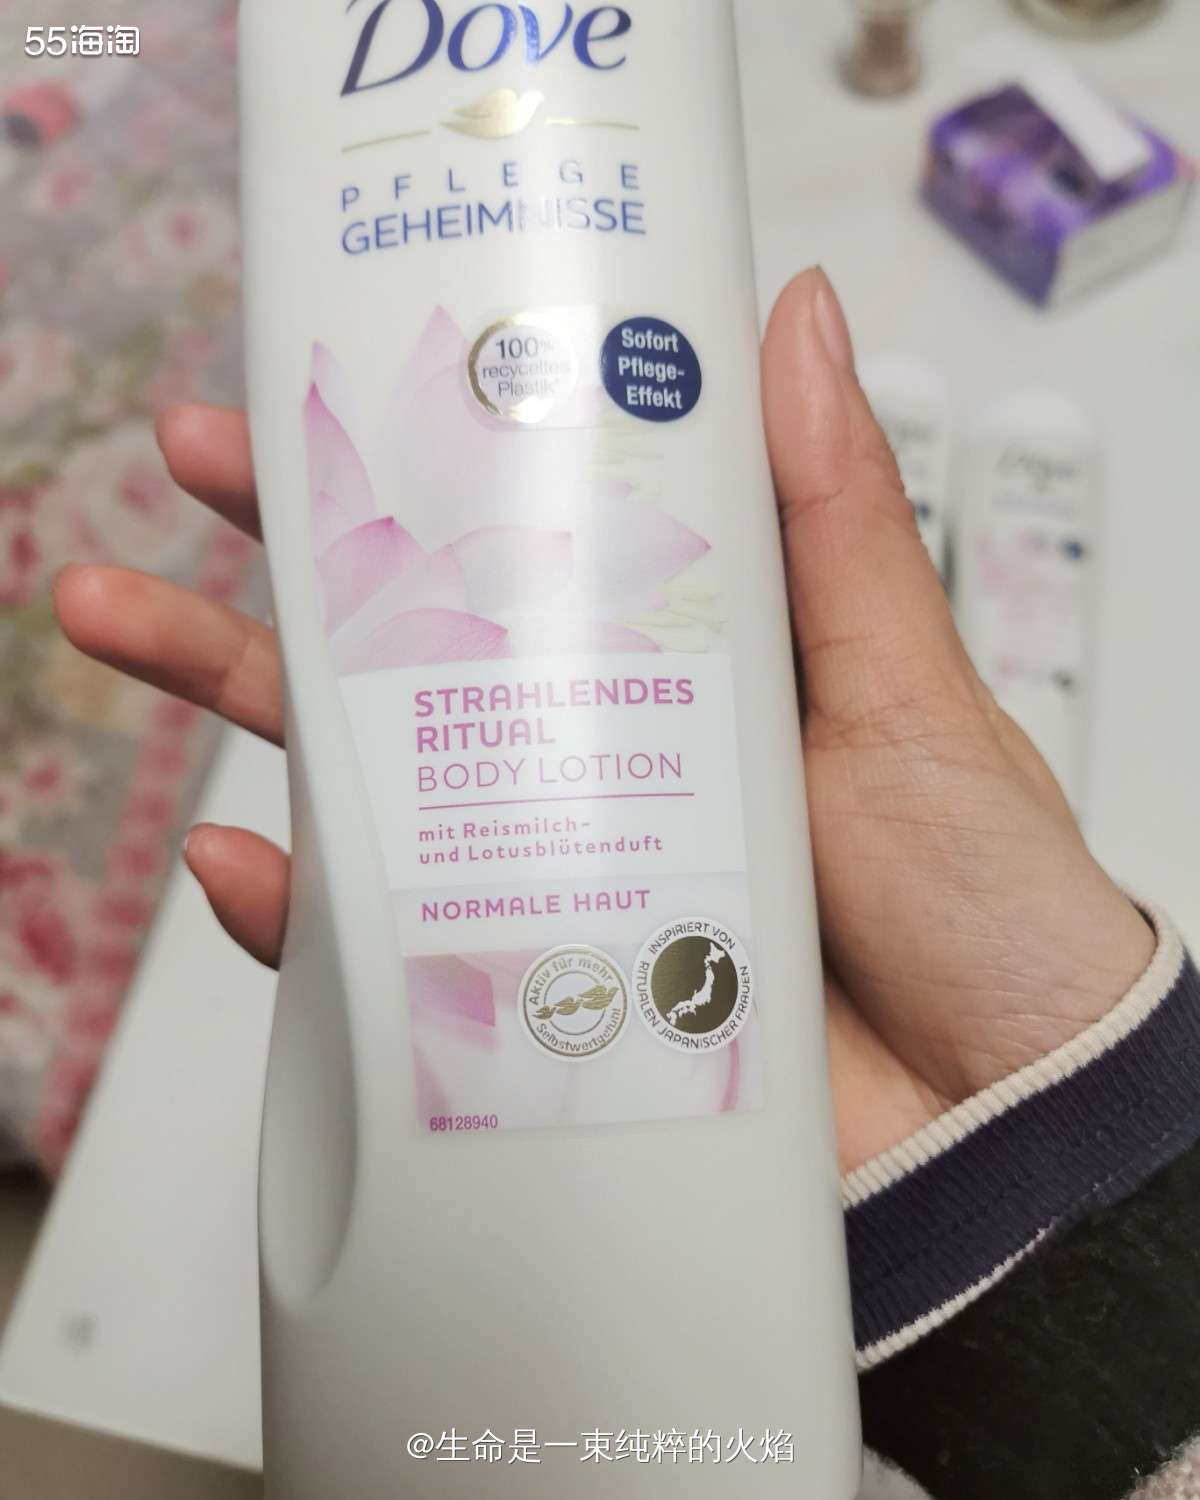 55海淘
Dove
PFLEGE
GEHEIMNISSE
100%
recyceltes
Plastik*
Sofort
Pflege-
Effekt
STRAHLENDES
RITUAL
BODY LOTION
mit Reismilch-
und Lotusblütenduft
NORMALE HAUT
Aktiv für mehr
Selbstwertgefühl
INSPIRIERT VON
RITUALEN JAPANISCHER FRAUEN
68128940
@生命是一束纯粹的火焰